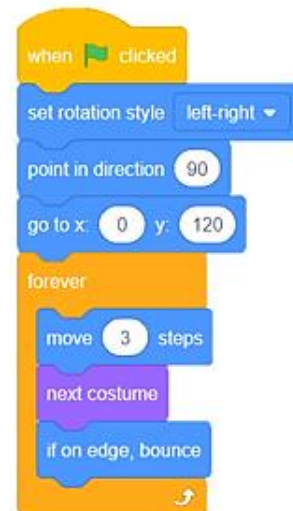 when clicked
set rotation style left-right
point in direction 90
go to x: 0 y: 120
forever
move 3 steps
next costume
if on edge, bounce